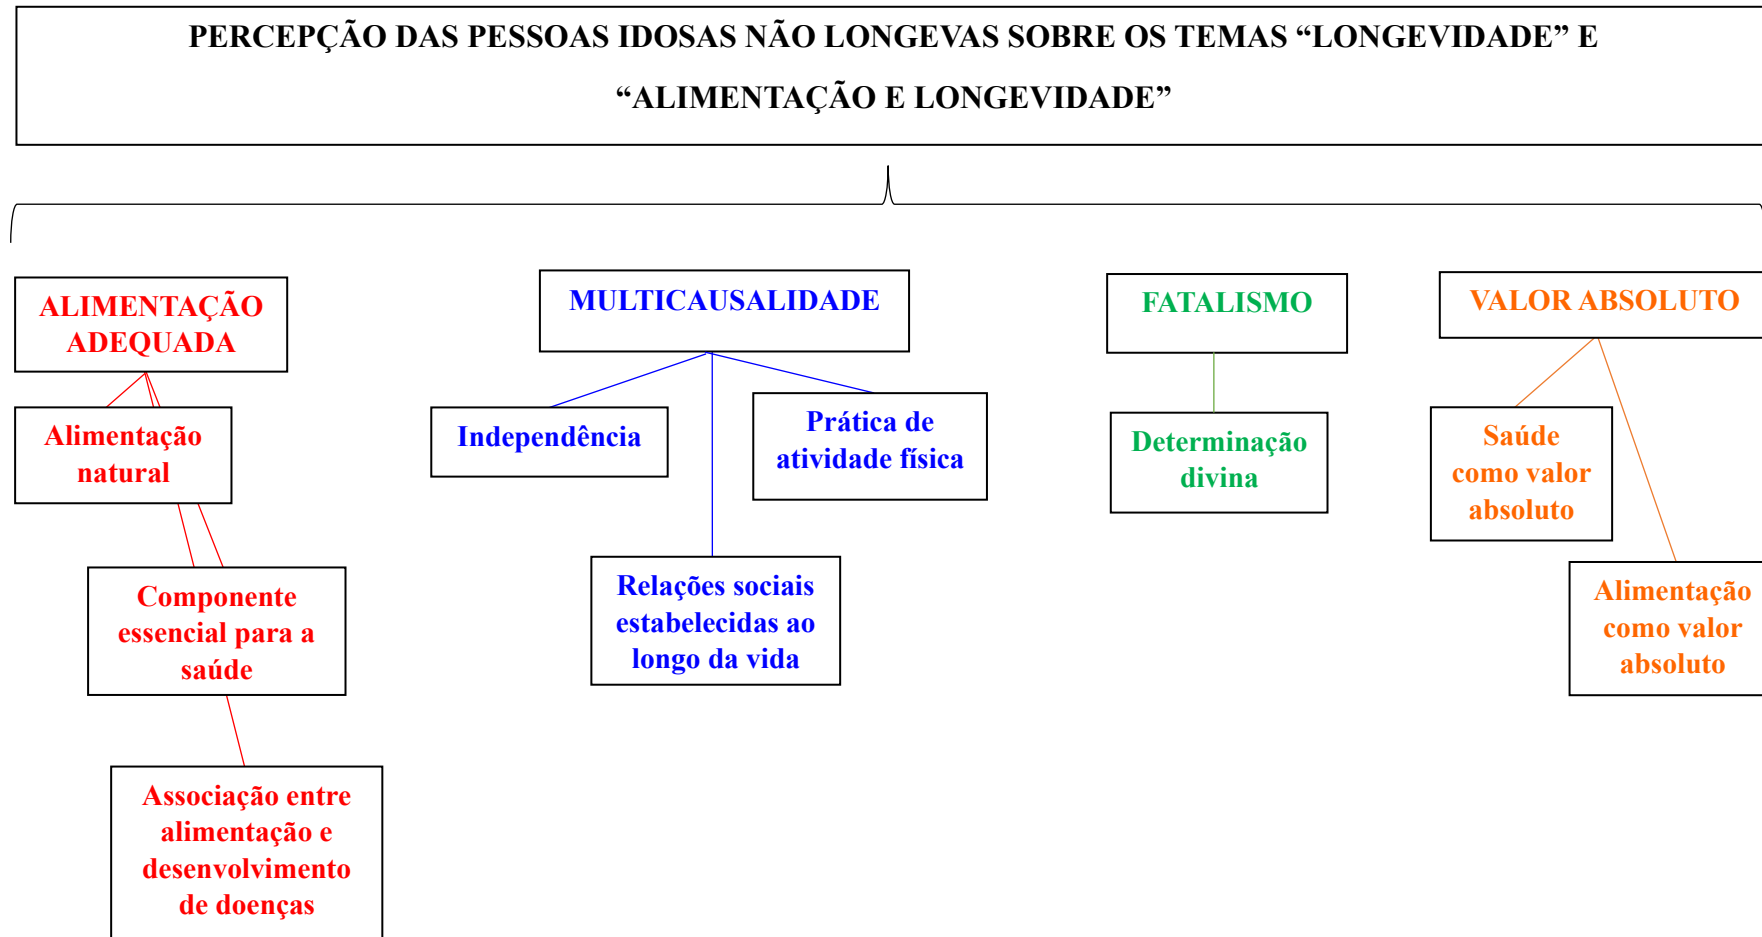 PERCEPÇÃO DAS PESSOAS IDOSAS NÃO LONGEVAS SOBRE OS TEMAS “LONGEVIDADE” E
“ALIMENTAÇÃO E LONGEVIDADE”
ALIMENTAÇÃO
ADEQUADA
Alimentação
natural
Componente
essencial para a
saúde
Associação entre
alimentação e
desenvolvimento
de doenças
MULTICAUSALIDADE
Independência
Prática de
atividade física
Relações sociais
estabelecidas ao
longo da vida
FATALISMO
Determinação
divina
VALOR ABSOLUTO
Saúde
como valor
absoluto
Alimentação
como valor
absoluto